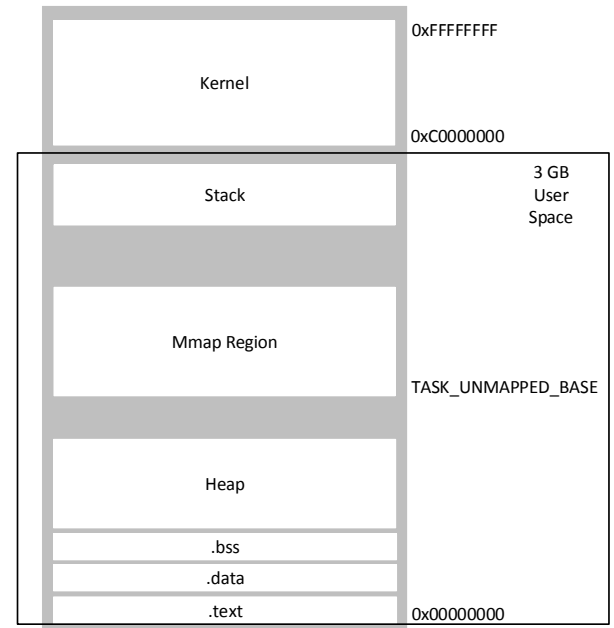 0xFFFFFFFF
Kernel
0xC0000000
Stack
3 GB
User
Space
Mmap Region
TASK_UNMAPPED_BASE
Heap
.bss
.data
.text
0x00000000